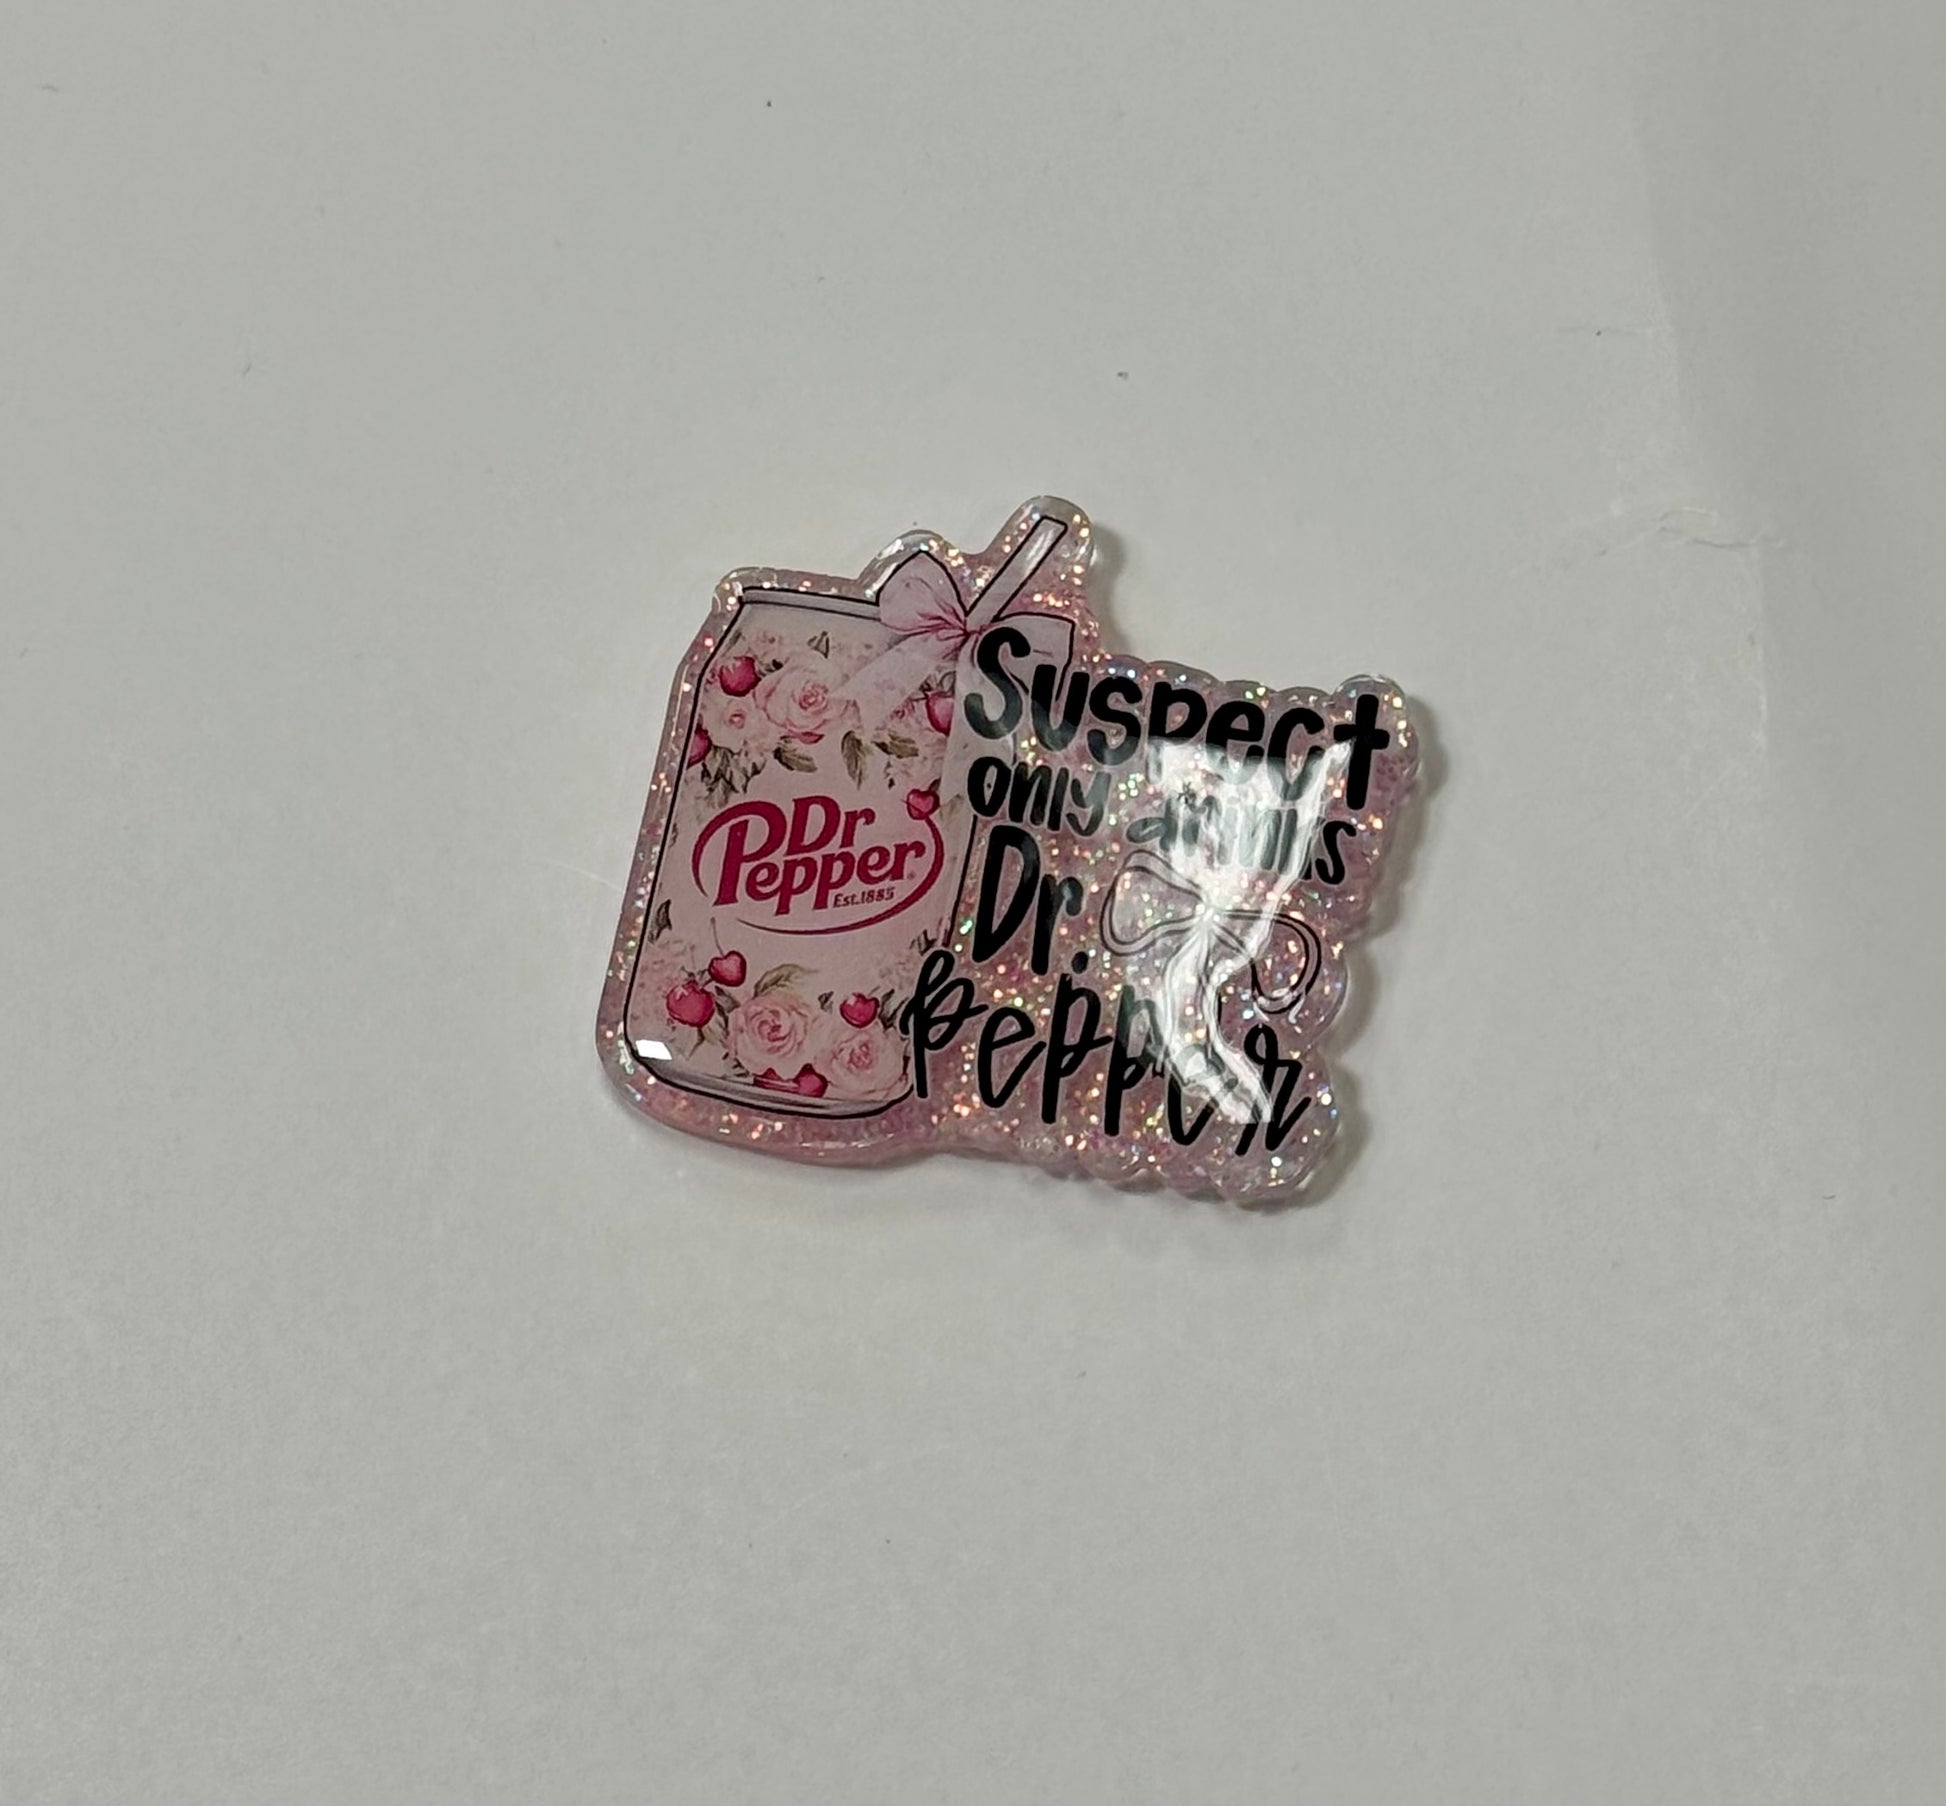 Dr
Pepper
Est.1885
Suspect
only drinks
Dr.
Pepper